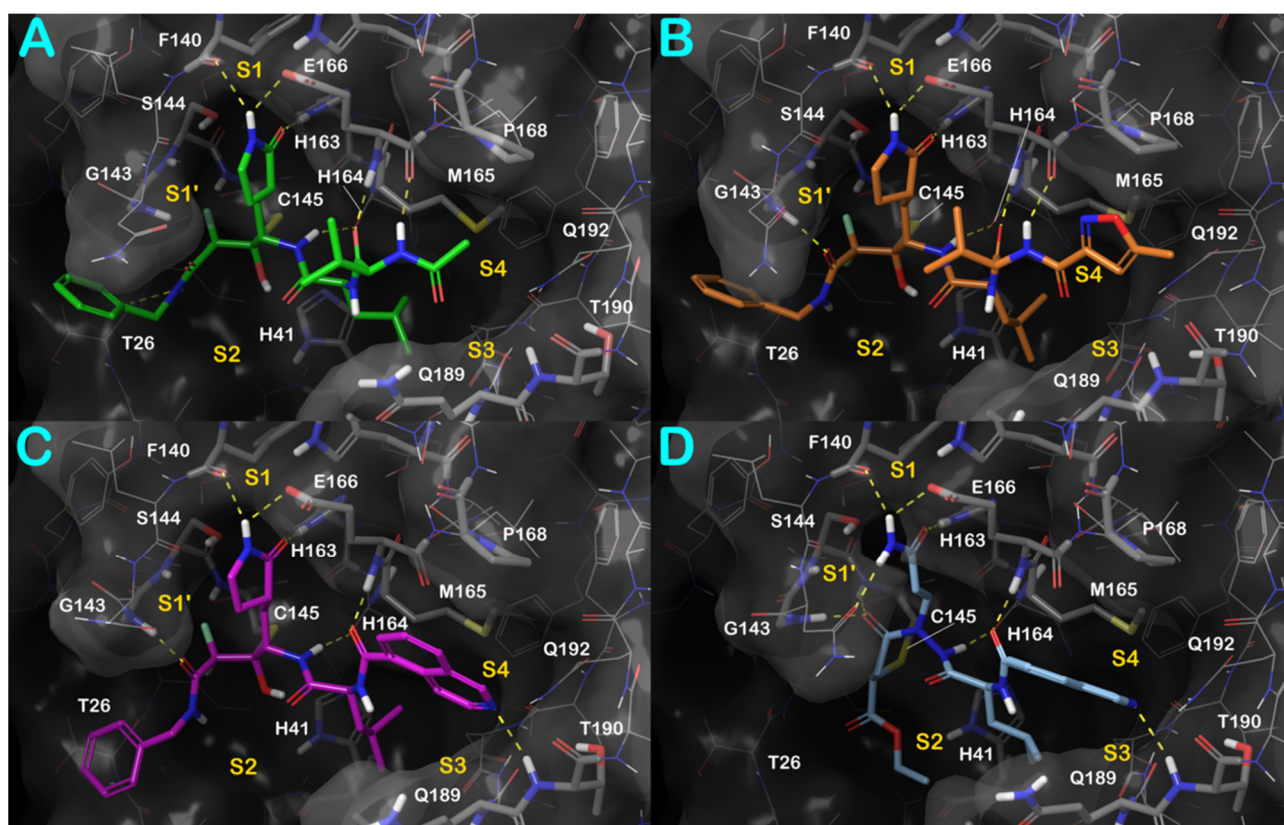 A
F140
S1
E166
S144
H163
P168
G143
S1'
H164
C145
M165
Q192
S4
T190
T26
H41
S2
S3
Q189
B
F140
S1
E166
S144
H164
P168
H163
G143
S1'
C145
M165
Q192
S4
T190
T26
S2
H41
S3
Q189
C
F140
S1
E166
S144
H163
P168
M165
G143
S1'
C145
H164
S4
Q192
T26
H41
T190
S2
S3
Q189
D
F140
S1
E166
S144
H163
P168
S1'
M165
G143
C145
H164
Q192
S4
S2
T190
T26
H41
S3
Q189